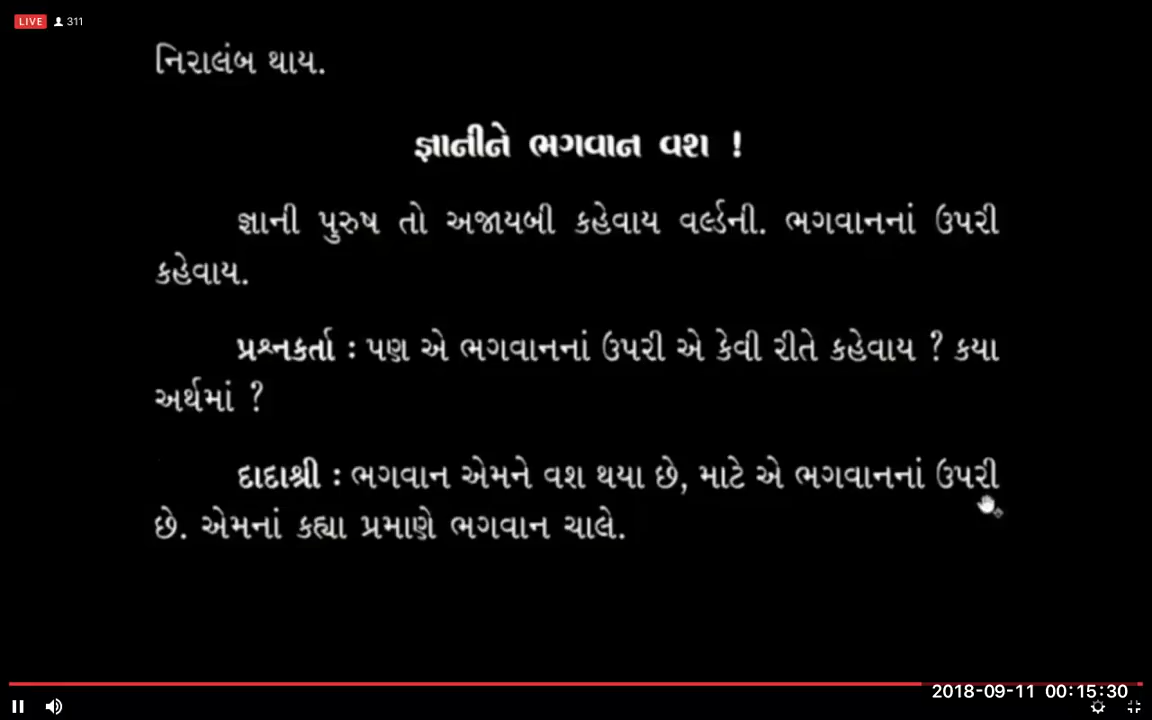 LIVE 311
નિરાલંબ થાય.
જ્ઞાનીને ભગવાન વશ !
જ્ઞાની પુરુષ તો અજાયબી કહેવાય વર્લ્ડની. ભગવાનનાં ઉપરી
કહેવાય.
પ્રશ્નકર્તા : પણ એ ભગવાનનાં ઉપરી એ કેવી રીતે કહેવાય ? કયા
અર્થમાં ?
દાદાશ્રી : ભગવાન એમને વશ થયા છે, માટે એ ભગવાનનાં ઉપરી
છે. એમનાં કહ્યા પ્રમાણે ભગવાન ચાલે.
2018-09-11 00:15:30